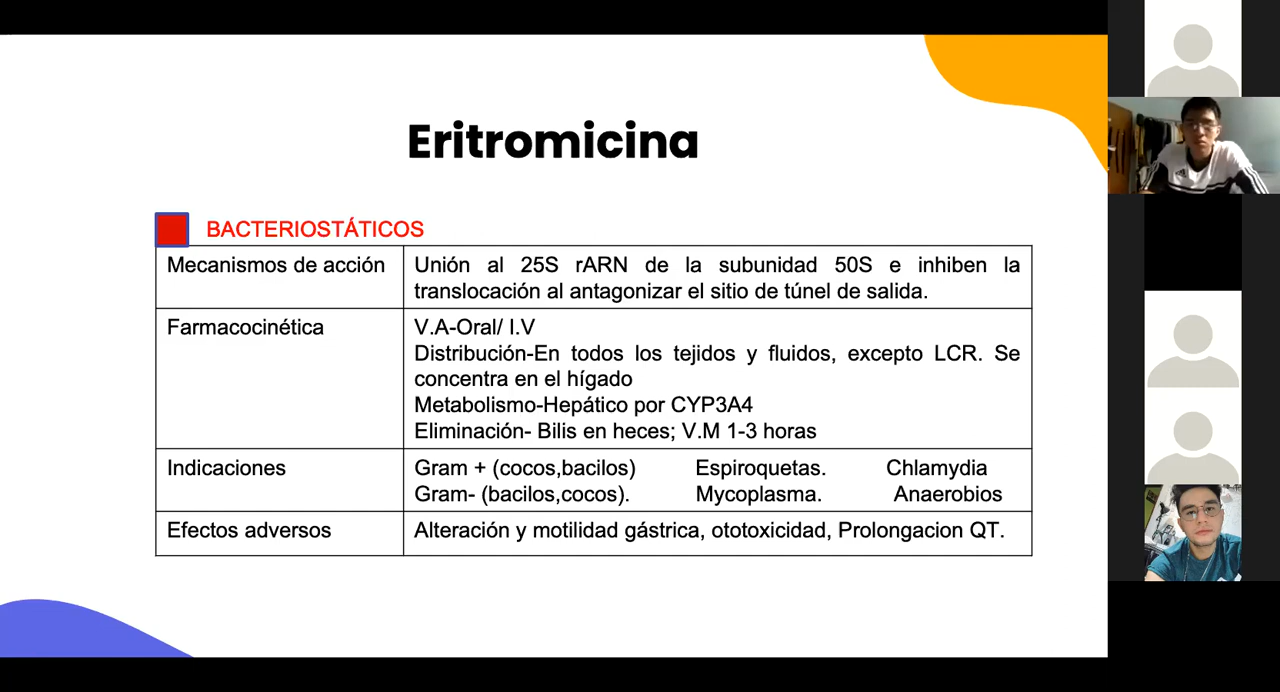 Eritromicina
BACTERIOSTÁTICOS
Mecanismos de acción
Unión al 25S rARN de la subunidad 50S e inhiben la
translocación al antagonizar el sitio de túnel de salida.
Farmacocinética
V.A-Oral/ I.V
Distribución-En todos los tejidos y fluidos, excepto LCR. Se
concentra en el hígado
Metabolismo-Hepático por CYP3A4
Eliminación- Bilis en heces; V.M 1-3 horas
Indicaciones
Gram + (cocos,bacilos) Espiroquetas. Chlamydia
Gram- (bacilos,cocos). Mycoplasma. Anaerobios
Efectos adversos
Alteración y motilidad gástrica, ototoxicidad, Prolongacion QT.